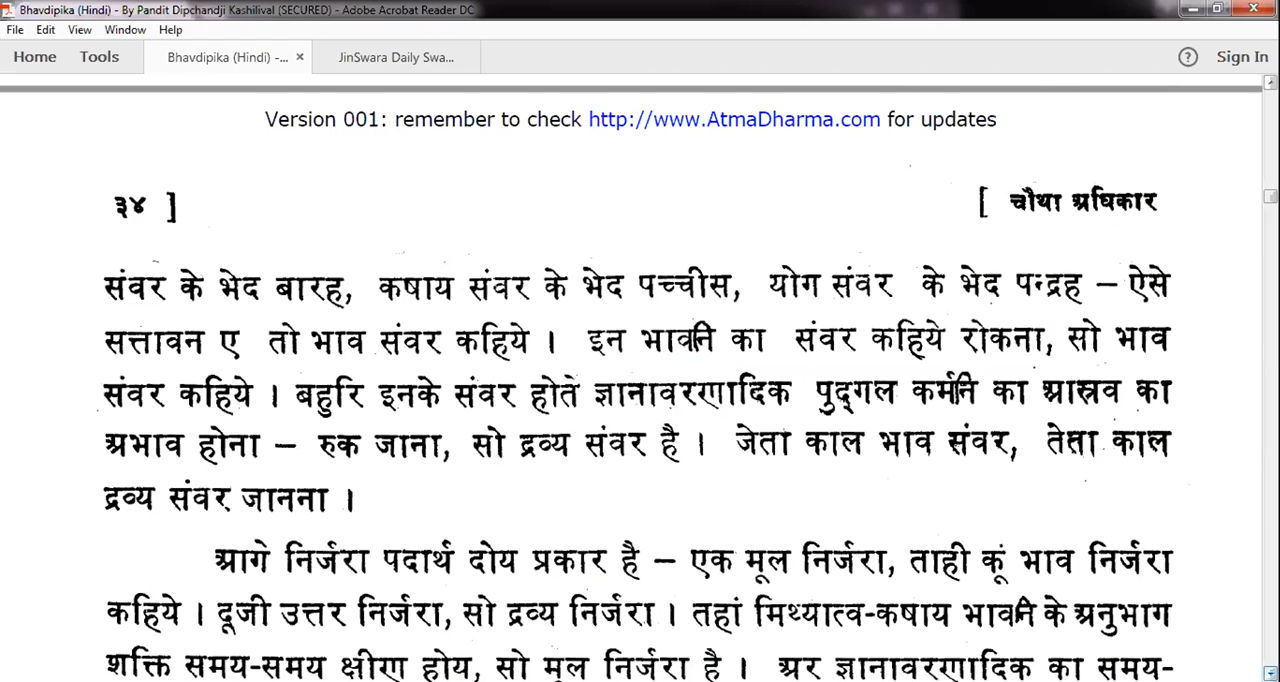 Bhavdipika (Hindi) - By Pandit Dipchandji Kashilival (SECURED) - Adobe Acrobat Reader DC
File Edit View Window Help
Home Tools Bhavdipika (Hindi) -... × JinSwara Daily Swa... ? Sign In
Version 001: remember to check http://www.AtmaDharma.com for updates
३४ ] [ चौथा अधिकार
संवर के भेद बारह, कषाय संवर के भेद पच्चीस, योग संवर के भेद पन्द्रह – ऐसे
सत्तावन ए तो भाव संवर कहिये । इन भावनि का संवर कहिये रोकना, सो भाव
संवर कहिये । बहुरि इनके संवर होते ज्ञानावरणादिक पुद्गल कर्मनि का आस्रव का
अभाव होना – रुक जाना, सो द्रव्य संवर है । जेता काल भाव संवर, तेता काल
द्रव्य संवर जानना ।
आगे निर्जरा पदार्थ दोय प्रकार है – एक मूल निर्जरा, ताही कूं भाव निर्जरा
कहिये । दूजी उत्तर निर्जरा, सो द्रव्य निर्जरा । तहां मिथ्यात्व-कषाय भावनि के अनुभाग
शक्ति समय-समय क्षीण होय, सो मूल निर्जरा है । अर ज्ञानावरणादिक का समय-